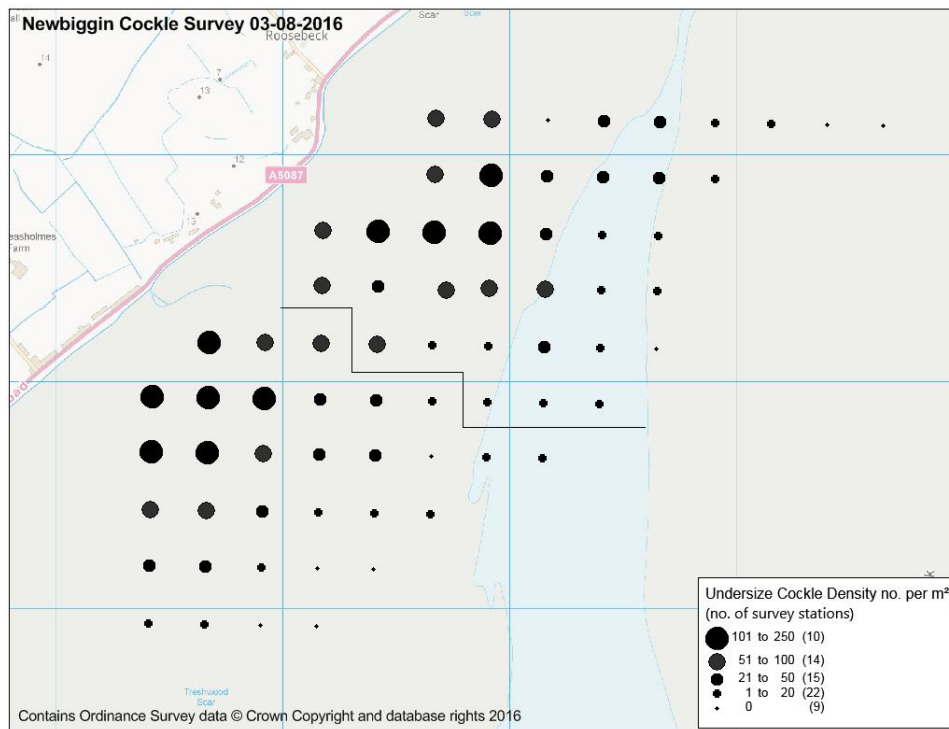 Newbiggin Cockle Survey 03-08-2016
Scar
Scar
Roosebeck
14
7
13
12
A5087
13
easholmes
Farm
oad
k
Undersize Cockle Density no. per m²
(no. of survey stations)
101 to 250 (10)
51 to 100 (14)
21 to 50 (15)
1 to 20 (22)
0 (9)
Treshwood
Scar
Contains Ordinance Survey data © Crown Copyright and database rights 2016